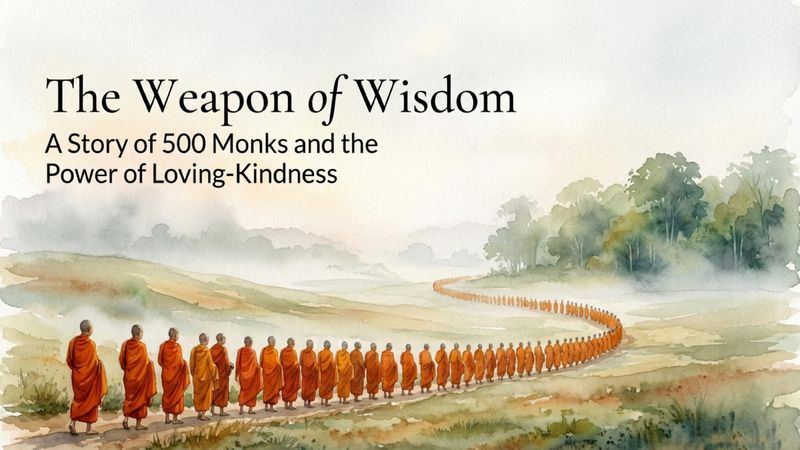 The Weapon of Wisdom
A Story of 500 Monks and the
Power of Loving-Kindness